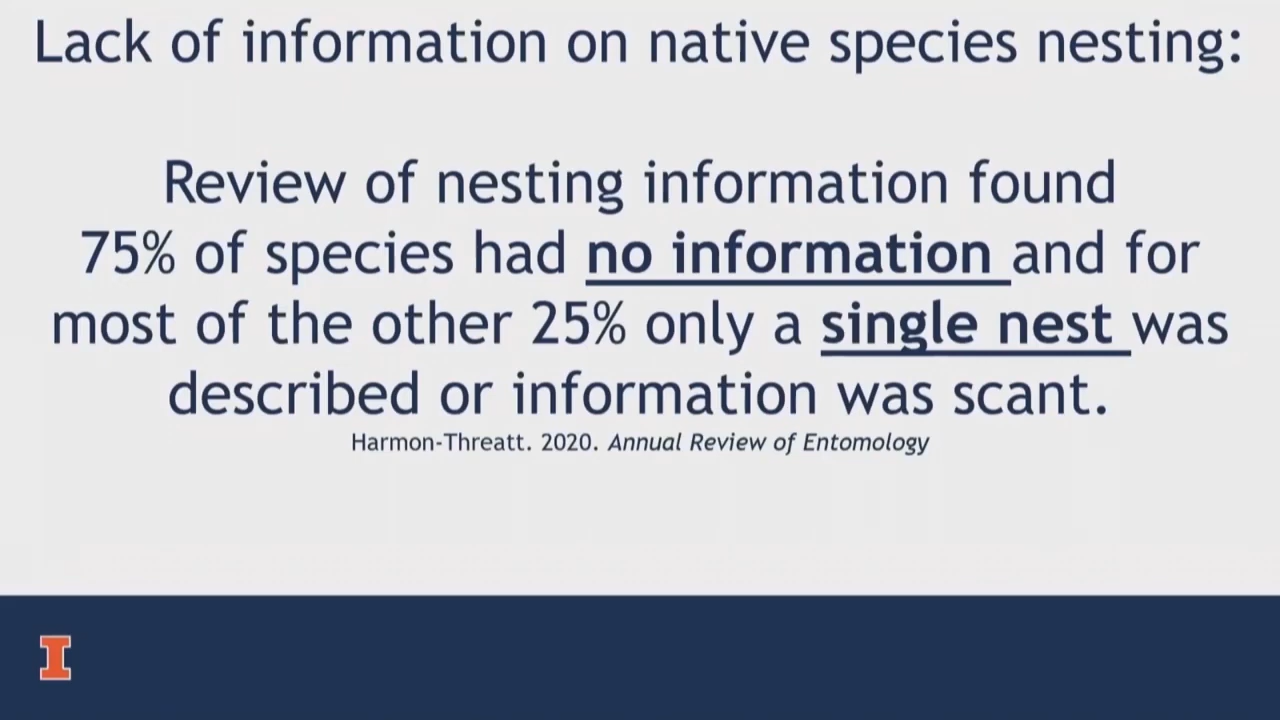 Lack of information on native species nesting:
Review of nesting information found
75% of species had no information and for
most of the other 25% only a single nest was
described or information was scant.
Harmon-Threatt. 2020. Annual Review of Entomology
I